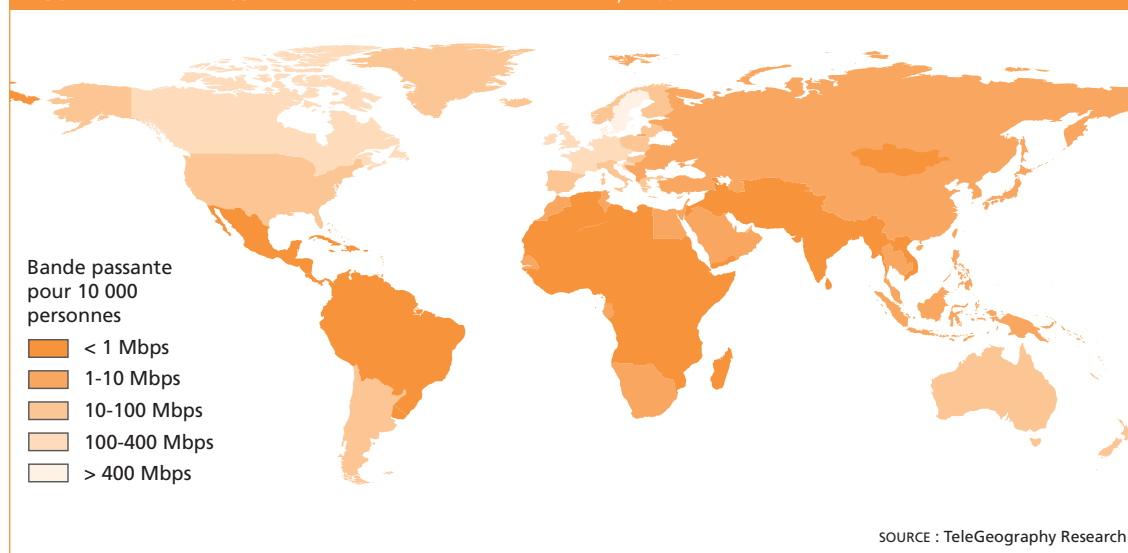 Bande passante
pour 10 000
personnes
< 1 Mbps
1-10 Mbps
10-100 Mbps
100-400 Mbps
> 400 Mbps
SOURCE : TeleGeography Research